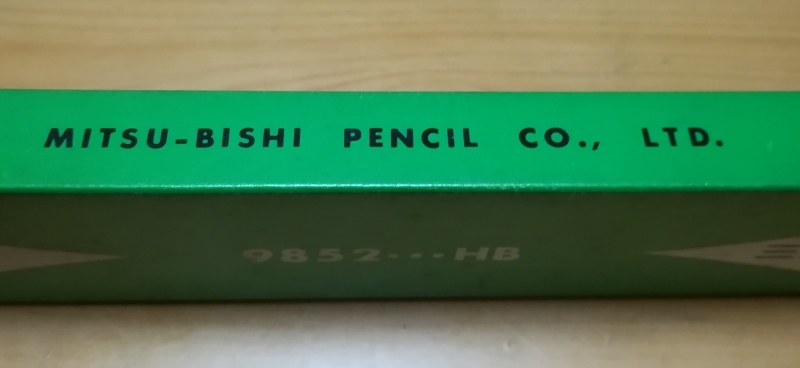 MITSU-BISHI PENCIL CO., LTD.
9852···HB